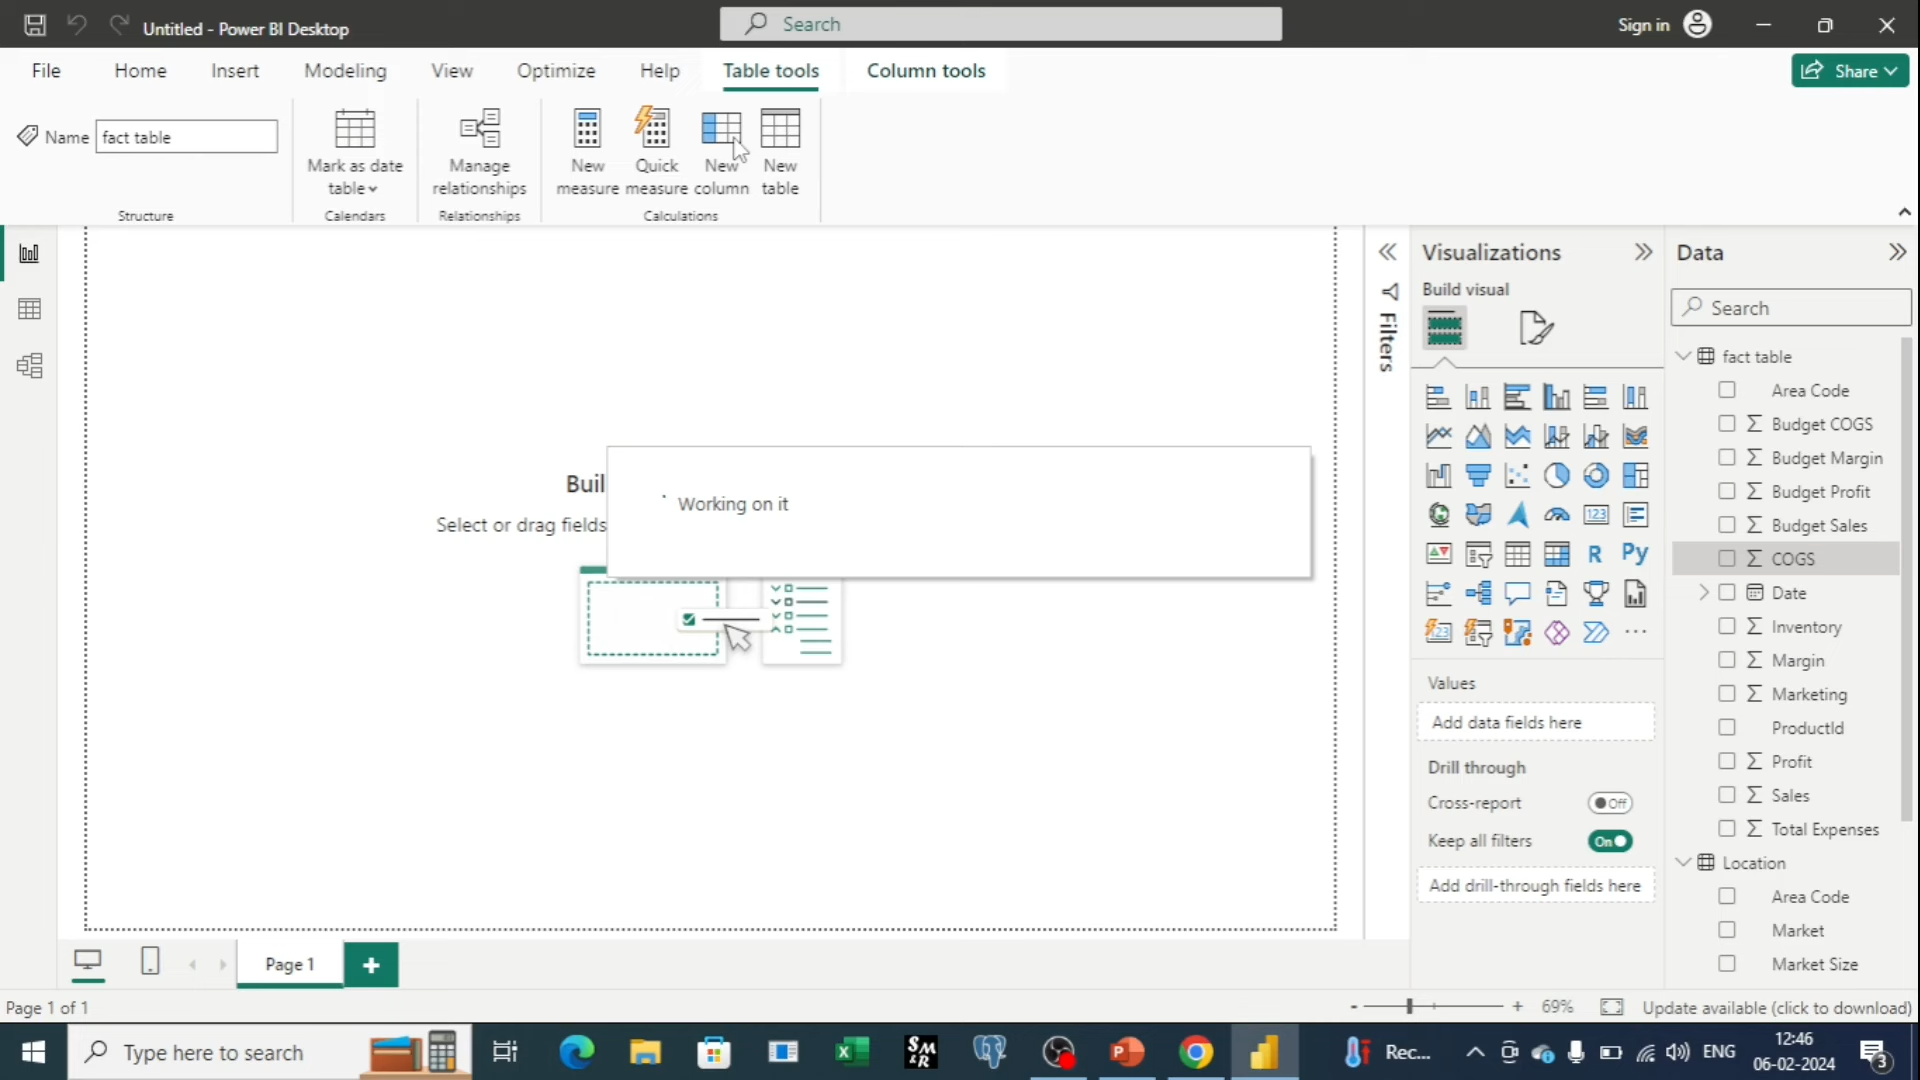 Untitled - Power BI Desktop
Search
Sign in
File
Home
Insert
Modeling
View
Optimize
Help
Table tools
Column tools
Share
Name
fact table
Mark as date
table
Manage
relationships
New
measure
Quick
measure
New
column
New
table
Structure
Calendars
Relationships
Calculations
Buil
Select or drag fields
Working on it
Filters
Visualizations
Build visual
123
R
Py
123
...
Values
Add data fields here
Drill through
Cross-report
Off
Keep all filters
On
Add drill-through fields here
Data
Search
fact table
Area Code
Σ Budget COGS
Σ Budget Margin
Σ Budget Profit
Σ Budget Sales
Σ COGS
Date
Σ Inventory
Σ Margin
Σ Marketing
ProductId
Σ Profit
Σ Sales
Σ Total Expenses
Location
Area Code
Market
Market Size
Page 1
+
Page 1 of 1
- + 69%
Update available (click to download)
Type here to search
SM
R
Rec...
ENG
12:46
06-02-2024
3